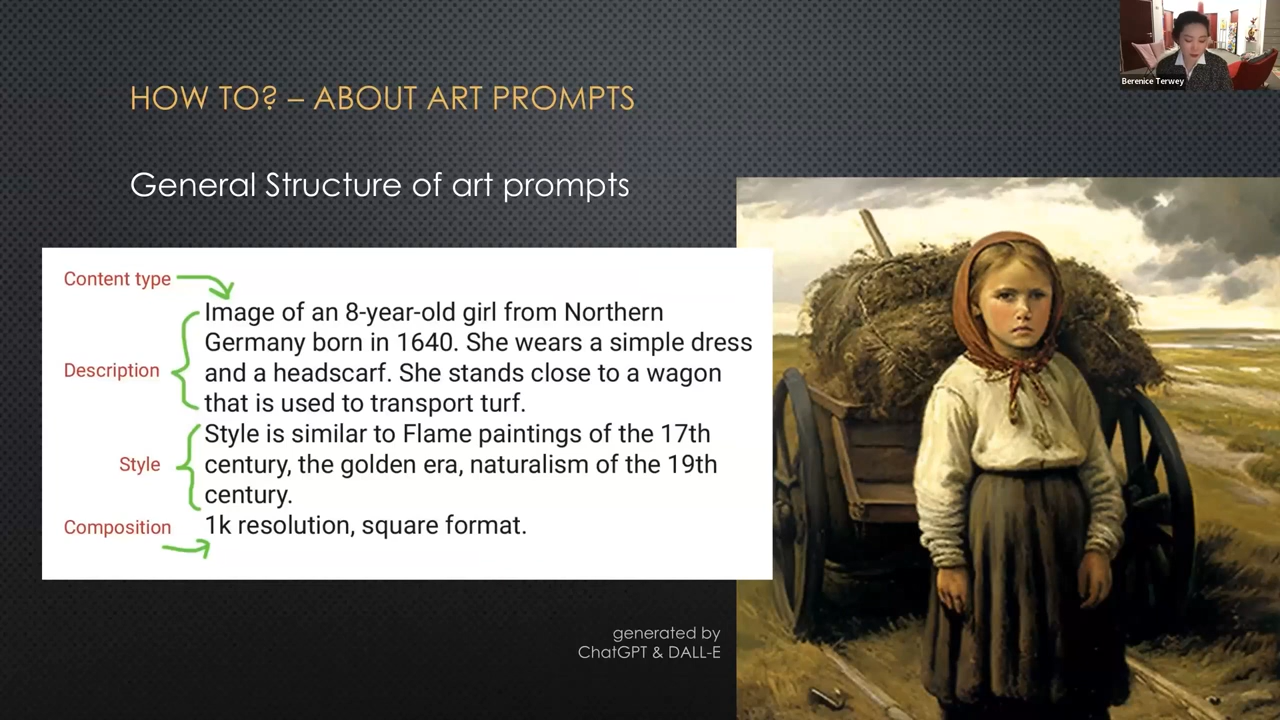 Berenice Terwey
HOW TO? – ABOUT ART PROMPTS
General Structure of art prompts
Content type
Image of an 8-year-old girl from Northern
Germany born in 1640. She wears a simple dress
Description
and a headscarf. She stands close to a wagon
that is used to transport turf.
Style is similar to Flame paintings of the 17th
Style
century, the golden era, naturalism of the 19th
century.
Composition
1k resolution, square format.
generated by
ChatGPT & DALL-E